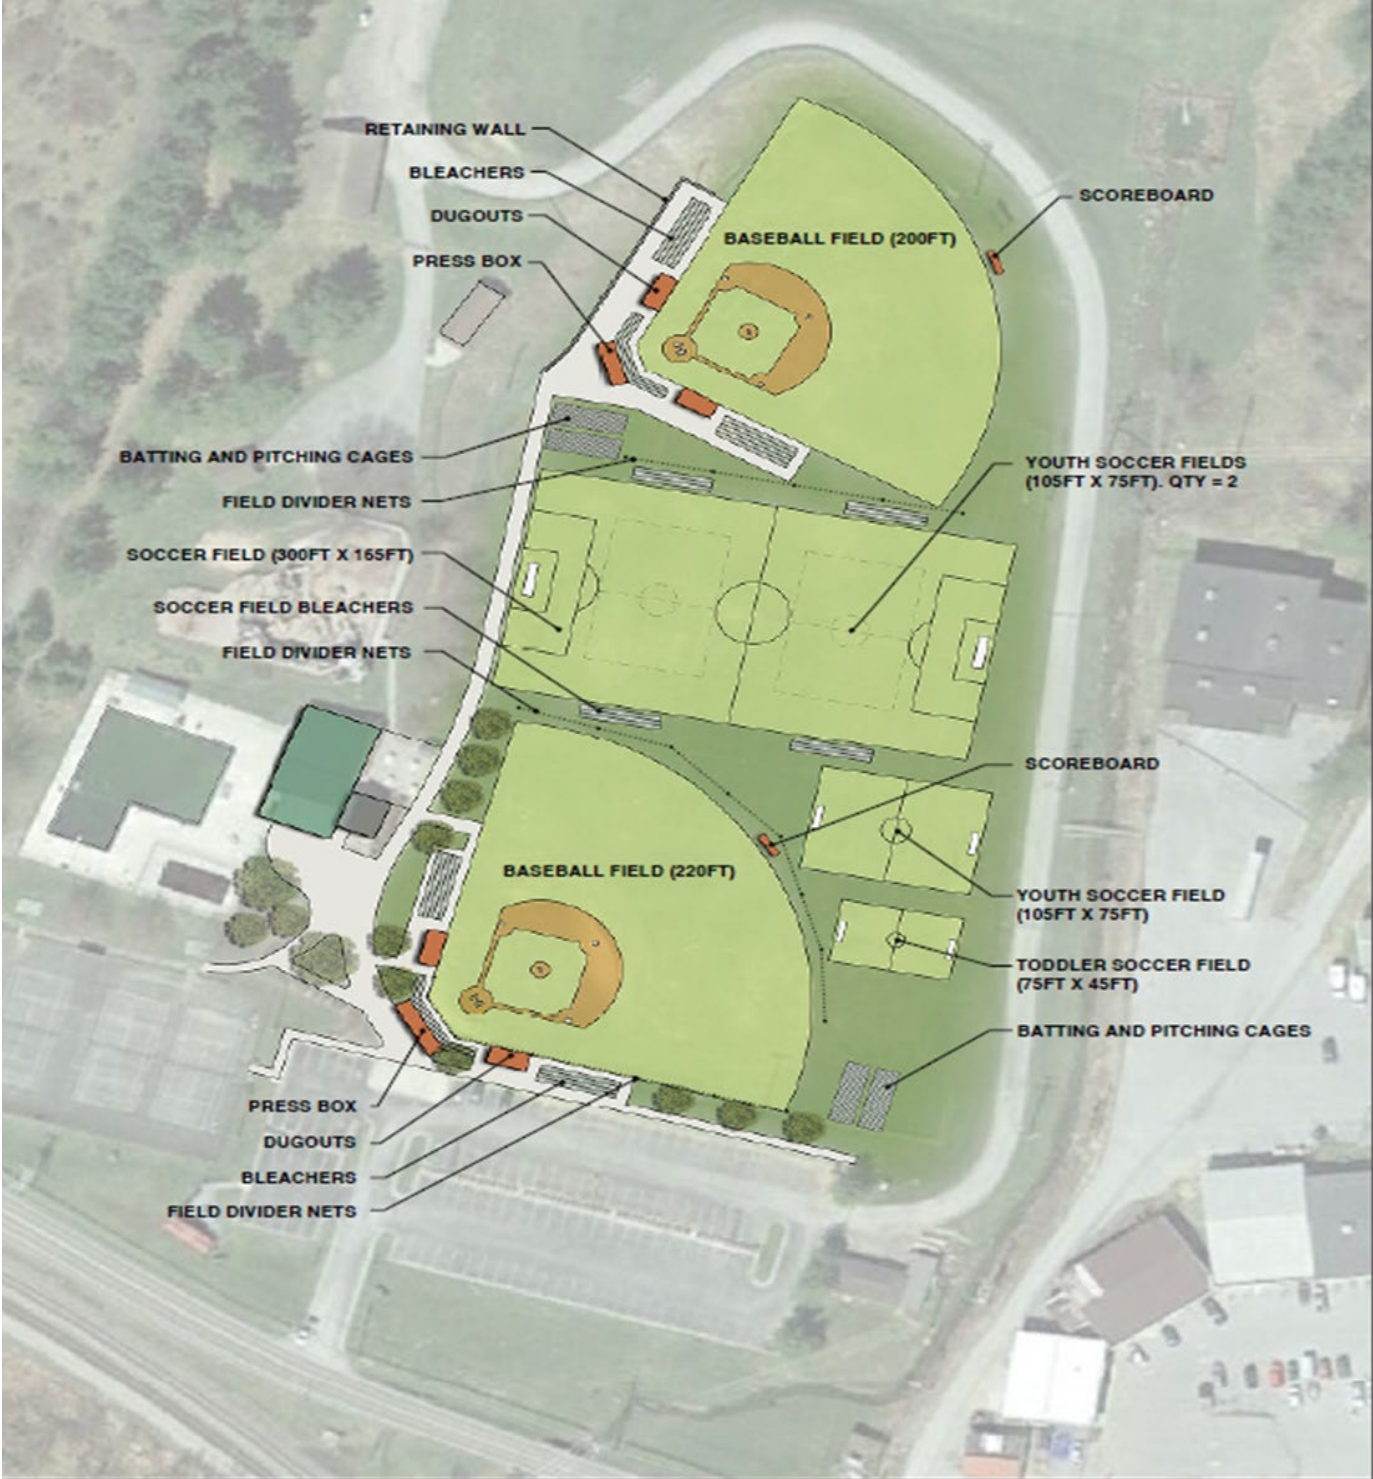 RETAINING WALL
BLEACHERS
DUGOUTS
PRESS BOX
BASEBALL FIELD (200FT)
SCOREBOARD
BATTING AND PITCHING CAGES
FIELD DIVIDER NETS
YOUTH SOCCER FIELDS
(105FT X 75FT). QTY = 2
SOCCER FIELD (300FT X 165FT)
SOCCER FIELD BLEACHERS
FIELD DIVIDER NETS
SCOREBOARD
BASEBALL FIELD (220FT)
YOUTH SOCCER FIELD
(105FT X 75FT)
TODDLER SOCCER FIELD
(75FT X 45FT)
BATTING AND PITCHING CAGES
PRESS BOX
DUGOUTS
BLEACHERS
FIELD DIVIDER NETS